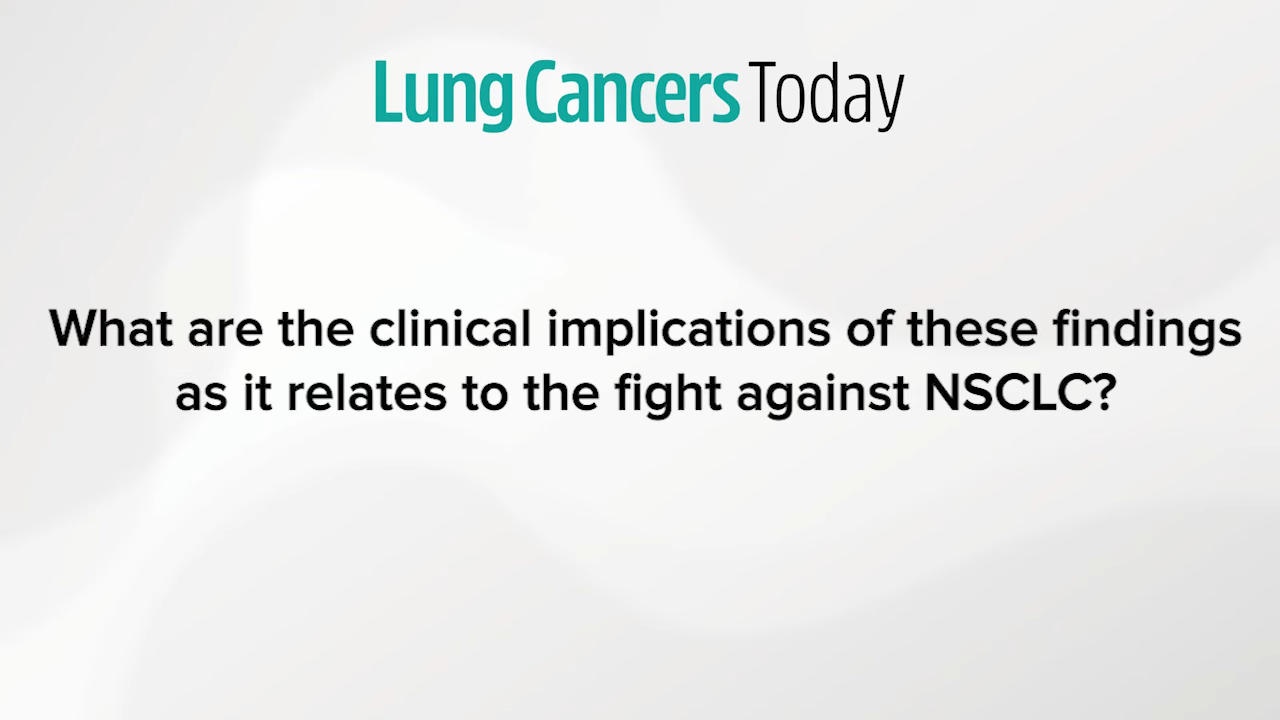 Lung Cancers Today
What are the clinical implications of these findings
as it relates to the fight against NSCLC?